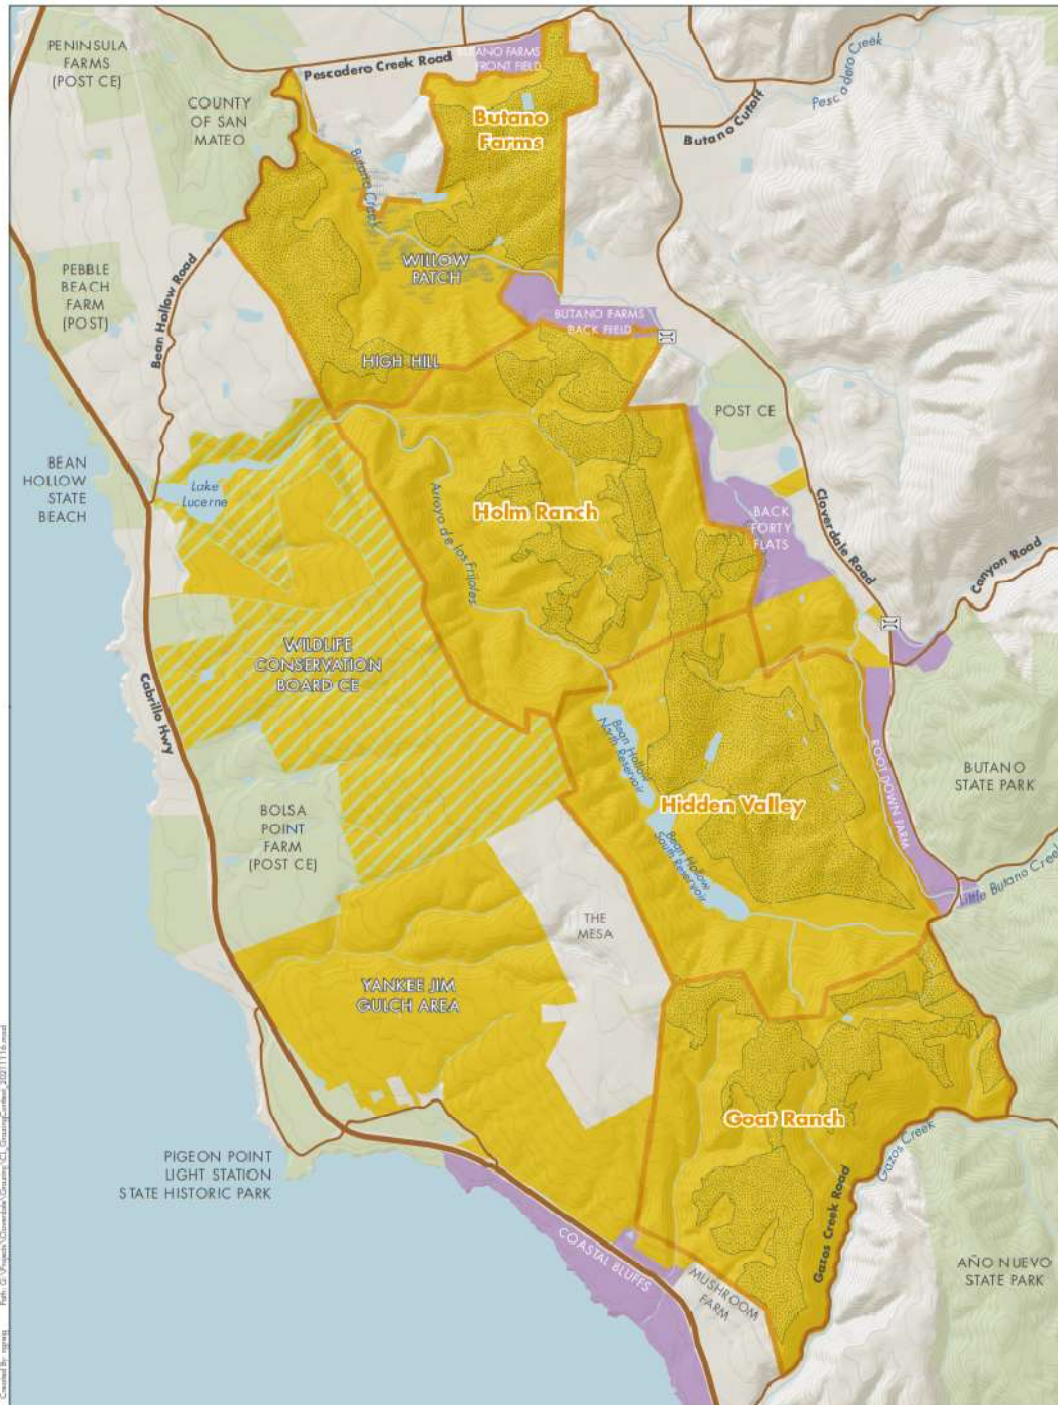 PENINSULA
FARMS
(POST CE)
COUNTY
OF SAN
MATEO
Pescadero Creek Road
BUTANO FARMS
FRONT FIELD
Butano
Farms
Pescadero Creek
Butano Cutoff
Butano Creek
WILLOW
PATCH
PEBBLE
BEACH
FARM
(POST)
Bean Hollow Road
BUTANO FARMS
BACK FIELD
HIGH HILL
POST CE
BEAN
HOLLOW
STATE
BEACH
Lake
Lucerne
Arroyo de los Frijoles
Holm Ranch
BACK
FORTY
FLATS
Cloverdale Road
Canyon Road
WILDLIFE
CONSERVATION
BOARD CE
Cabrillo Hwy
Bean Hollow
North Reservoir
Hidden Valley
ROOT DOWN FARM
BUTANO
STATE PARK
BOLSA
POINT
FARM
(POST CE)
Bean Hollow
South Reservoir
Little Butano Creek
THE
MESA
YANKEE JIM
GULCH AREA
Goat Ranch
Gazos Creek
Gazos Creek Road
PIGEON POINT
LIGHT STATION
STATE HISTORIC PARK
COASTAL BLUFFS
MUSHROOM
FARM
AÑO NUEVO
STATE PARK